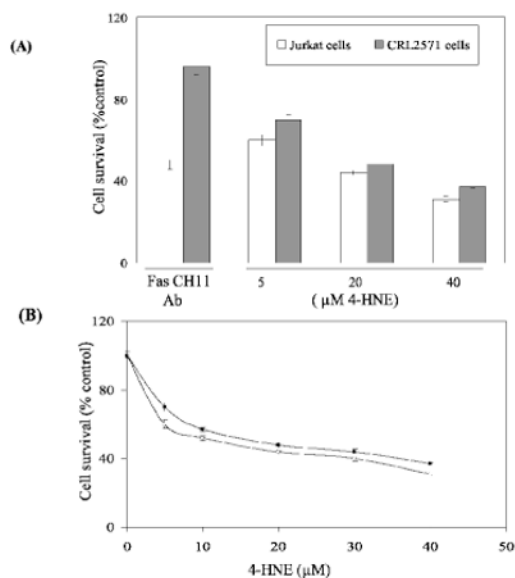 (A)
120
80
40
0
Cell survival (%control)
Jurkat cells
CRL2571 cells
Fas CH11
Ab
5
20
40
( µM 4-HNE)
(B)
120
80
40
0
Cell survival (% control)
0
10
20
30
40
50
4-HNE (µM)